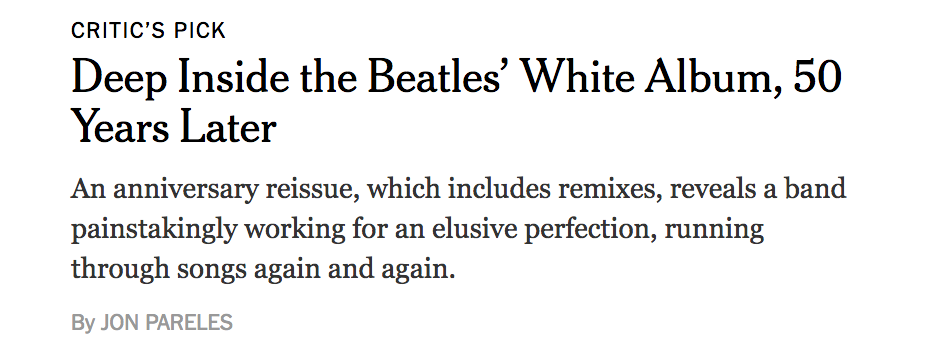 CRITIC’S PICK
Deep Inside the Beatles’ White Album, 50
Years Later
An anniversary reissue, which includes remixes, reveals a band
painstakingly working for an elusive perfection, running
through songs again and again.
By JON PARELES